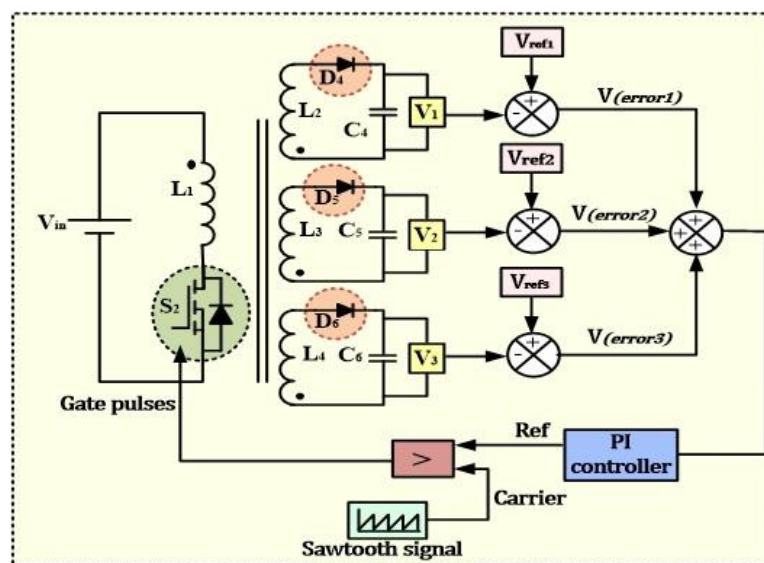 Vref1
D4
L2
C4
V1
+
-
V(error1)
Vref2
L1
D5
L3
C5
V2
+
-
V(error2)
+
+
+
Vin
Vref3
S2
D6
L4
C6
V3
+
-
V(error3)
Gate pulses
Ref
PI
controller
>
Carrier
Sawtooth signal